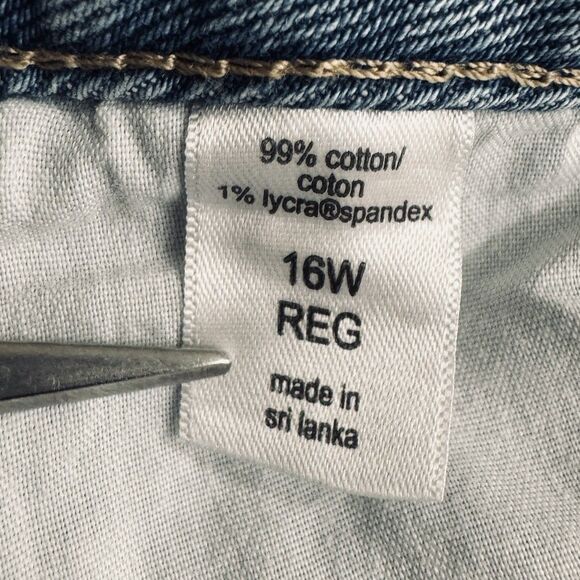 99% cotton/
coton
1% lycra®spandex
16W
REG
made in
sri lanka